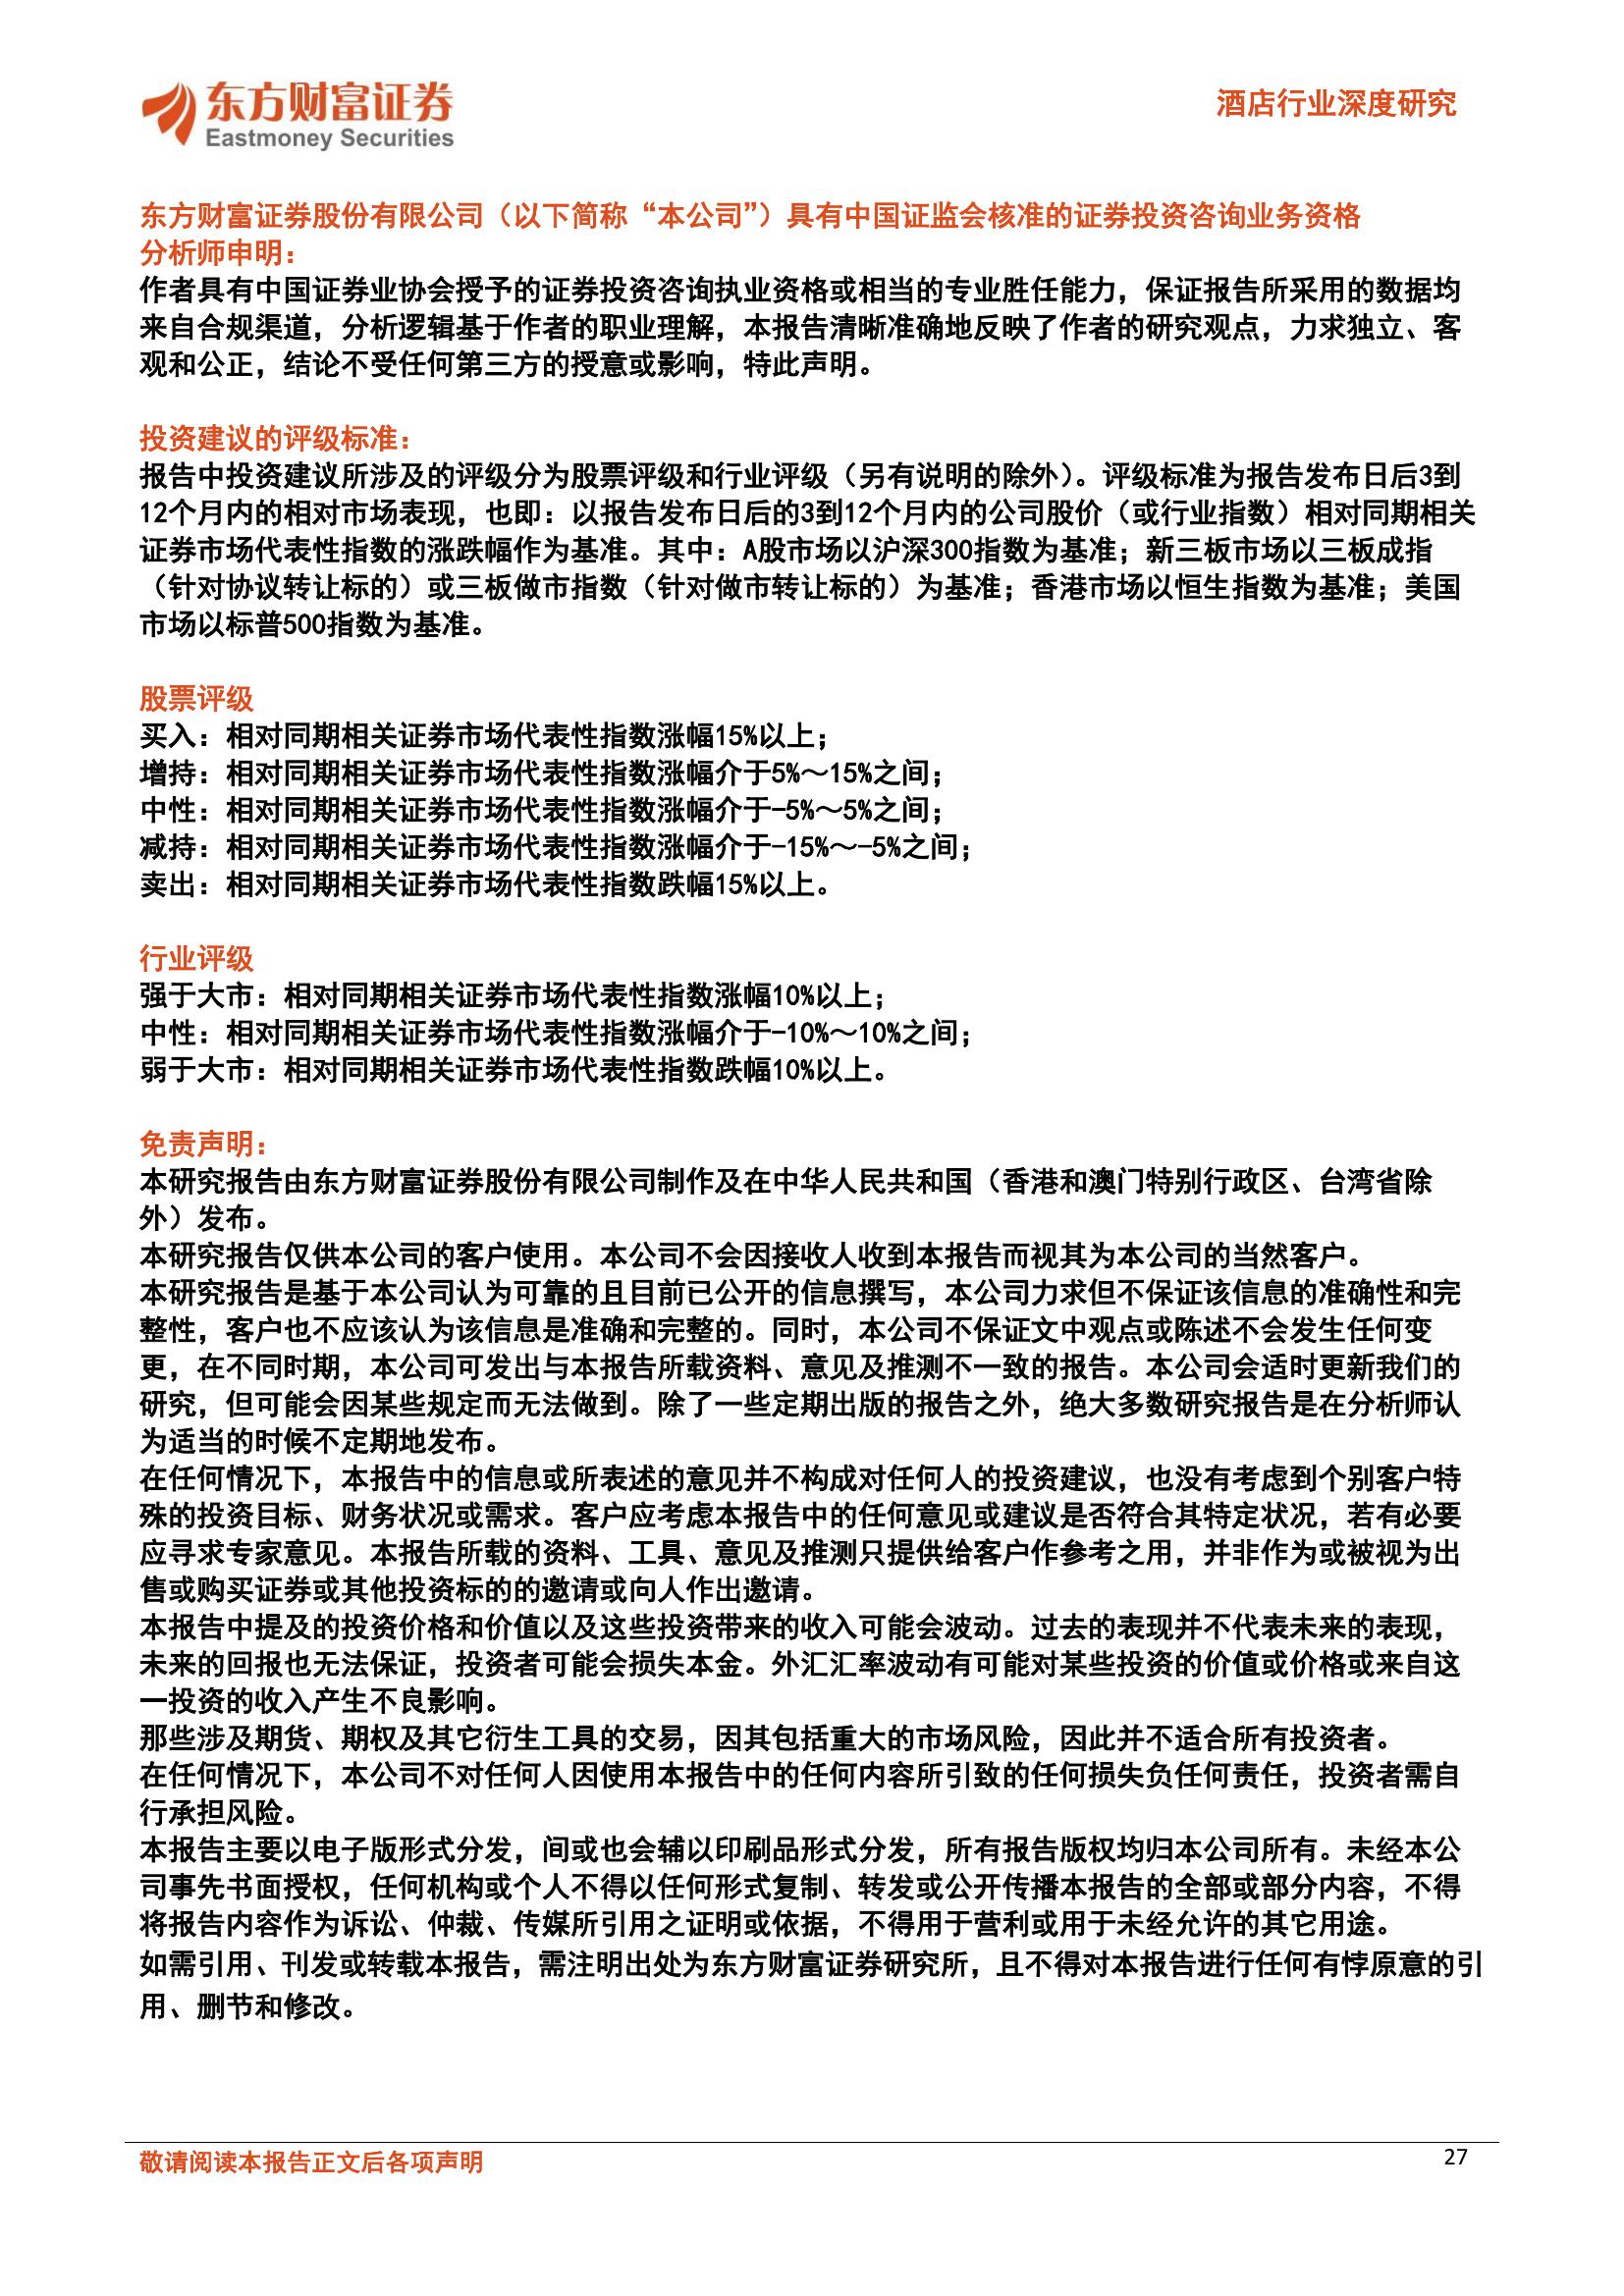 东方财富证券
Eastmoney Securities
酒店行业深度研究
东方财富证券股份有限公司（以下简称“本公司”）具有中国证监会核准的证券投资咨询业务资格
分析师申明：
作者具有中国证券业协会授予的证券投资咨询执业资格或相当的专业胜任能力，保证报告所采用的数据均
来自合规渠道，分析逻辑基于作者的职业理解，本报告清晰准确地反映了作者的研究观点，力求独立、客
观和公正，结论不受任何第三方的授意或影响，特此声明。
投资建议的评级标准：
报告中投资建议所涉及的评级分为股票评级和行业评级（另有说明的除外）。评级标准为报告发布日后3到
12个月内的相对市场表现，也即：以报告发布日后的3到12个月内的公司股价（或行业指数）相对同期相关
证券市场代表性指数的涨跌幅作为基准。其中：A股市场以沪深300指数为基准；新三板市场以三板成指
（针对协议转让标的）或三板做市指数（针对做市转让标的）为基准；香港市场以恒生指数为基准；美国
市场以标普500指数为基准。
股票评级
买入：相对同期相关证券市场代表性指数涨幅15%以上；
增持：相对同期相关证券市场代表性指数涨幅介于5%～15%之间；
中性：相对同期相关证券市场代表性指数涨幅介于-5%～5%之间；
减持：相对同期相关证券市场代表性指数涨幅介于-15%～-5%之间；
卖出：相对同期相关证券市场代表性指数跌幅15%以上。
行业评级
强于大市：相对同期相关证券市场代表性指数涨幅10%以上；
中性：相对同期相关证券市场代表性指数涨幅介于-10%～10%之间；
弱于大市：相对同期相关证券市场代表性指数跌幅10%以上。
免责声明：
本研究报告由东方财富证券股份有限公司制作及在中华人民共和国（香港和澳门特别行政区、台湾省除
外）发布。
本研究报告仅供本公司的客户使用。本公司不会因接收人收到本报告而视其为本公司的当然客户。
本研究报告是基于本公司认为可靠的且目前已公开的信息撰写，本公司力求但不保证该信息的准确性和完
整性，客户也不应该认为该信息是准确和完整的。同时，本公司不保证文中观点或陈述不会发生任何变
更，在不同时期，本公司可发出与本报告所载资料、意见及推测不一致的报告。本公司会适时更新我们的
研究，但可能会因某些规定而无法做到。除了一些定期出版的报告之外，绝大多数研究报告是在分析师认
为适当的时候不定期地发布。
在任何情况下，本报告中的信息或所表述的意见并不构成对任何人的投资建议，也没有考虑到个别客户特
殊的投资目标、财务状况或需求。客户应考虑本报告中的任何意见或建议是否符合其特定状况，若有必要
应寻求专家意见。本报告所载的资料、工具、意见及推测只提供给客户作参考之用，并非作为或被视为出
售或购买证券或其他投资标的的邀请或向人作出邀请。
本报告中提及的投资价格和价值以及这些投资带来的收入可能会波动。过去的表现并不代表未来的表现，
未来的回报也无法保证，投资者可能会损失本金。外汇汇率波动有可能对某些投资的价值或价格或来自这
一投资的收入产生不良影响。
那些涉及期货、期权及其它衍生工具的交易，因其包括重大的市场风险，因此并不适合所有投资者。
在任何情况下，本公司不对任何人因使用本报告中的任何内容所引致的任何损失负任何责任，投资者需自
行承担风险。
本报告主要以电子版形式分发，间或也会辅以印刷品形式分发，所有报告版权均归本公司所有。未经本公
司事先书面授权，任何机构或个人不得以任何形式复制、转发或公开传播本报告的全部或部分内容，不得
将报告内容作为诉讼、仲裁、传媒所引用之证明或依据，不得用于营利或用于未经允许的其它用途。
如需引用、刊发或转载本报告，需注明出处为东方财富证券研究所，且不得对本报告进行任何有悖原意的引
用、删节和修改。
敬请阅读本报告正文后各项声明
27